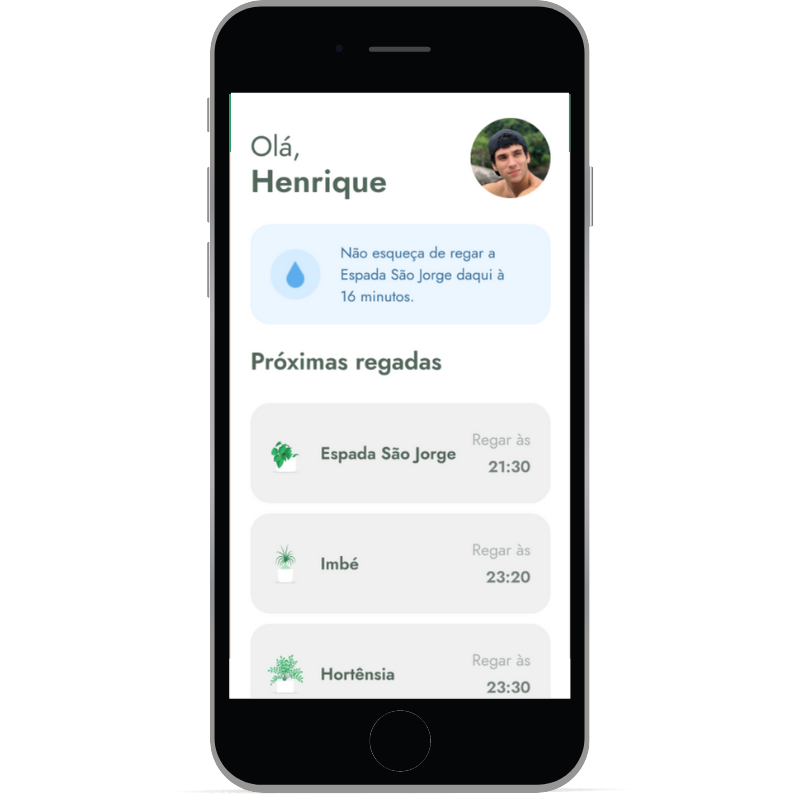 Olá,
Henrique
Não esqueça de regar a
Espada São Jorge daqui à
16 minutos.
Próximas regadas
Espada São Jorge
Regar às
21:30
Imbé
Regar às
23:20
Hortênsia
Regar às
23:30